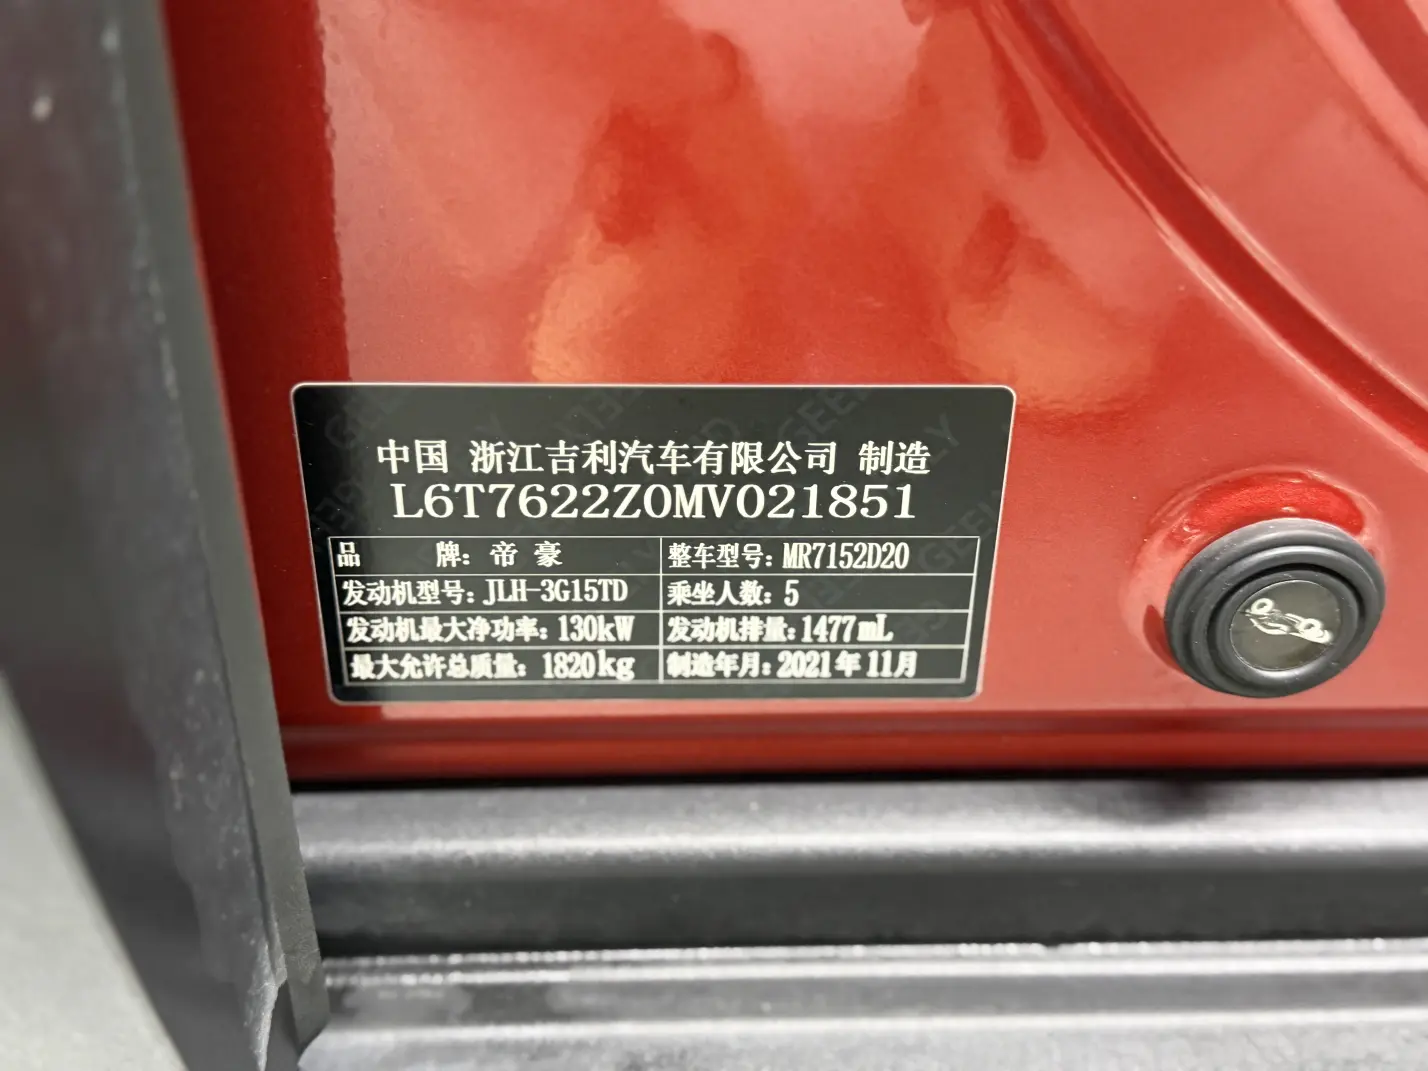 中国 浙江吉利汽车有限公司 制造
L6T7622Z0MV021851
品 牌: 帝 豪 整车型号: MR7152D20
发动机型号: JLH-3G15TD 乘坐人数: 5
发动机最大净功率: 130kW 发动机排量: 1477mL
最大允许总质量: 1820kg 制造年月: 2021年11月